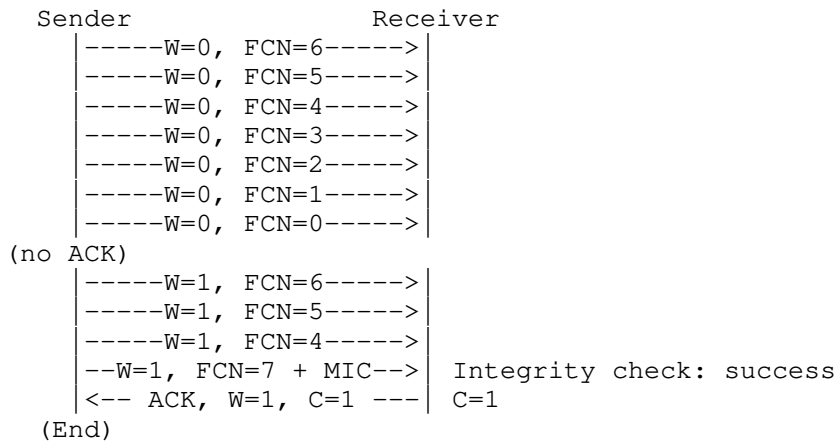 Sender                Receiver
|-----W=0, FCN=6----->|
|-----W=0, FCN=5----->|
|-----W=0, FCN=4----->|
|-----W=0, FCN=3----->|
|-----W=0, FCN=2----->|
|-----W=0, FCN=1----->|
|-----W=0, FCN=0----->|
(no ACK)
|-----W=1, FCN=6----->|
|-----W=1, FCN=5----->|
|-----W=1, FCN=4----->|
|--W=1, FCN=7 + MIC-->| Integrity check: success
|<-- ACK, W=1, C=1 ---| C=1
(End)